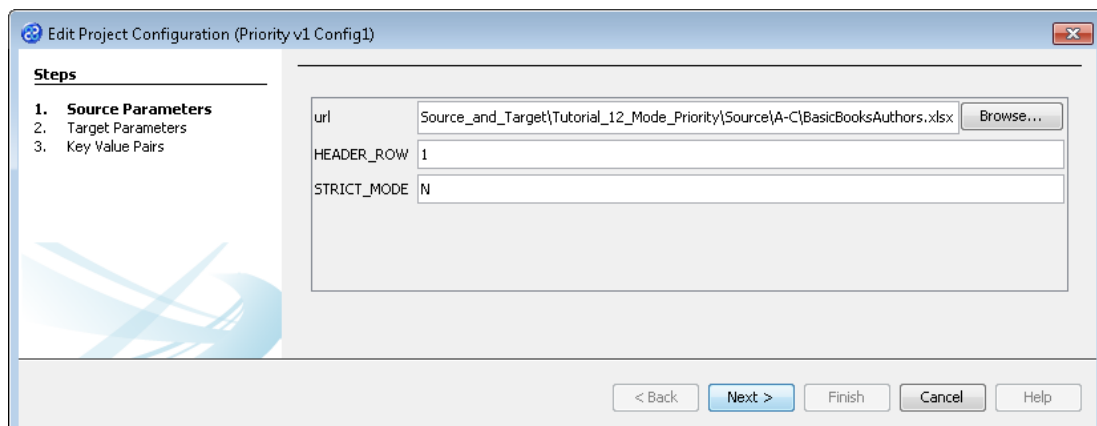 Edit Project Configuration (Priority v1 Config1)
Steps
1. Source Parameters
2. Target Parameters
3. Key Value Pairs
url Source_and_Target\Tutorial_12_Mode_Priority\Source\A-C\BasicBooksAuthors.xlsx Browse...
HEADER_ROW 1
STRICT_MODE N
< Back Next > Finish Cancel Help